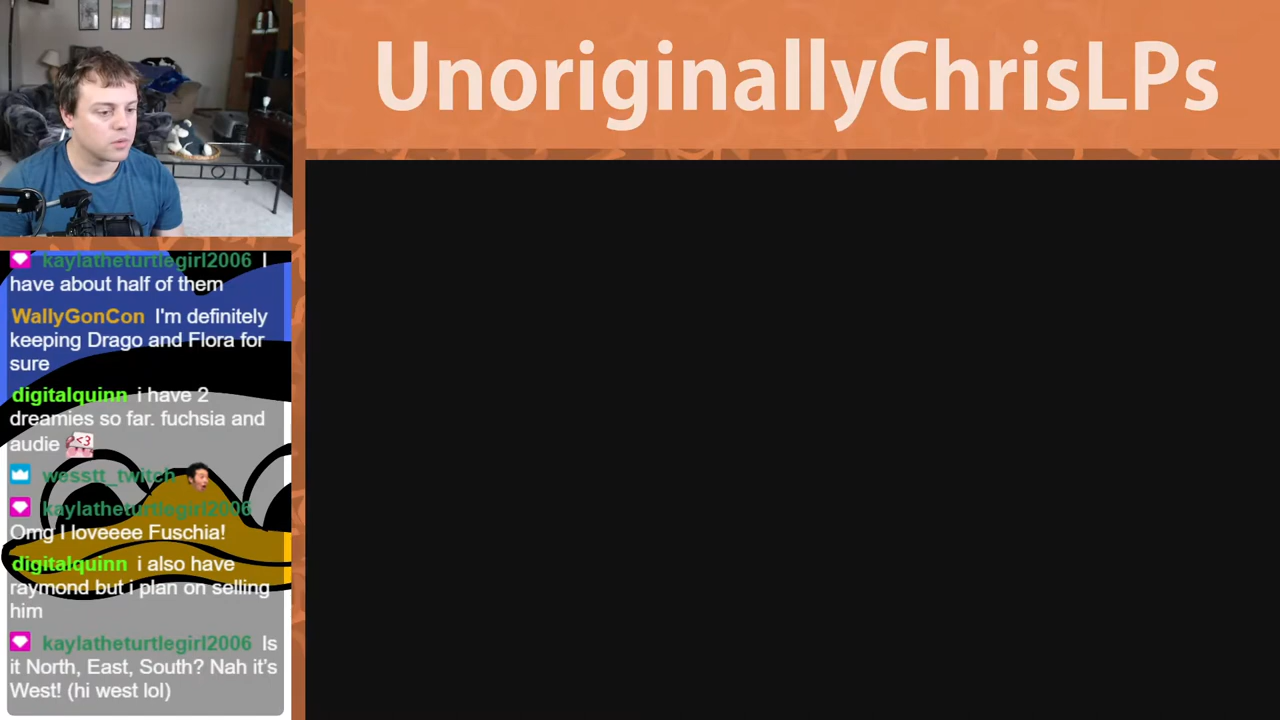 UnoriginallyChrisLPs
kaylatheturtlegirl2006 I
have about half of them
WallyGonCon I'm definitely
keeping Drago and Flora for
sure
digitalquinn i have 2
dreamies so far. fuchsia and
audie
wesstt_twitch
kaylatheturtlegirl2006
Omg I loveeee Fuschia!
digitalquinn i also have
raymond but i plan on selling
him
kaylatheturtlegirl2006 Is
it North, East, South? Nah it's
West! (hi west lol)